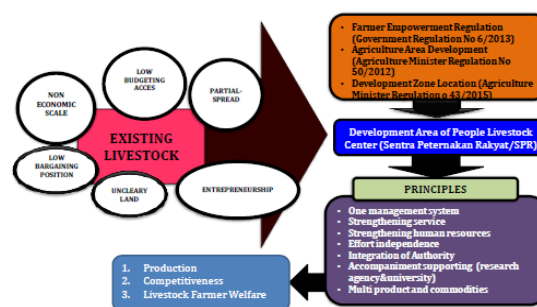 LOW
BUDGETING
ACCES
NON
ECONOMIC
SCALE
PARTIAL-
SPREAD
EXISTING
LIVESTOCK
LOW
BARGAINING
POSITION
UNCLEARY
LAND
ENTREPRENEURSHIP
• Farmer Empowerment Regulation
(Government Regulation No 6/2013)
• Agriculture Area Development
(Agriculture Minister Regulation No
50/2012)
• Development Zone Location (Agriculture
Minister Regulation o 43/2015)
Development Area of People Livestock
Center (Sentra Peternakan Rakyat/SPR)
PRINCIPLES
• One management system
• Strengthening service
• Strengthening human resources
• Effort independence
• Integration of Authority
• Accompaniment supporting (research
agency&university)
• Multi product and commodities
1. Production
2. Competitiveness
3. Livestock Farmer Welfare